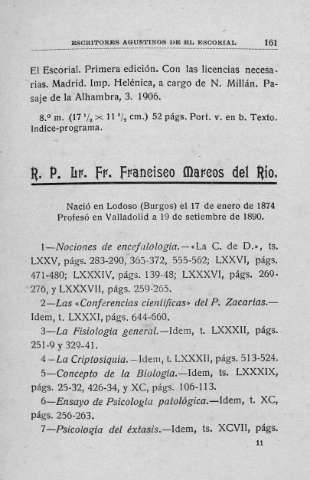 ESCRITORES AGUSTINOS DE EL ESCORIAL 161
El Escorial. Primera edición. Con las licencias necesa-
rias. Madrid. Imp. Helénica, a cargo de N. Millán. Pa-
saje de la Alhambra, 3. 1906.
8.º m. (17 1/2 × 11 1/2 cm.) 52 págs. Port. v. en b. Texto.
Indice-programa.
R. P. Lr. Fr. Francisco Marcos del Río.
Nació en Lodoso (Burgos) el 17 de enero de 1874
Profesó en Valladolid a 19 de setiembre de 1890.
1—Nociones de encefalología.—«La C. de D.», ts.
LXXV, págs. 283-290, 365-372, 555-562; LXXVI, págs.
471-480; LXXXIV, págs. 139-48; LXXXVI, págs. 269-
276, y LXXXVII, págs. 259-265.
2—Las «Conferencias científicas» del P. Zacarías.—
Idem, t. LXXXI, págs. 644-660.
3—La Fisiología general.—Idem, t. LXXXII, págs.
251-9 y 329-41.
4—La Criptosiquia.—Idem, t. LXXXII, págs. 513-524.
5—Concepto de la Biología.—Idem, ts. LXXXIX,
págs. 25-32, 426-34, y XC, págs. 106-113.
6—Ensayo de Psicología patológica.—Idem, t. XC,
págs. 256-263.
7—Psicología del éxtasis.—Idem, ts. XCVII, págs.
11